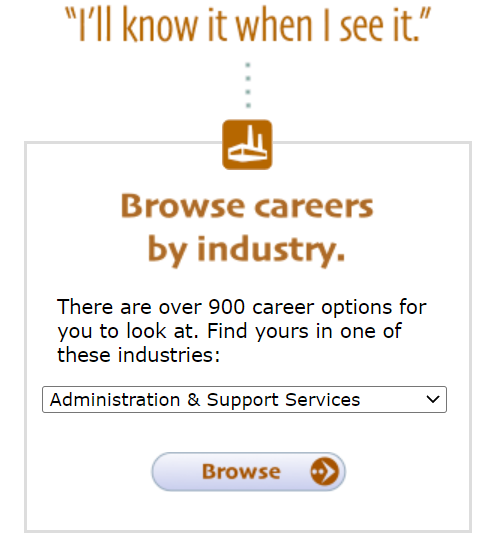 “I’ll know it when I see it.”
Browse careers
by industry.
There are over 900 career options for
you to look at. Find yours in one of
these industries:
Administration & Support Services
Browse